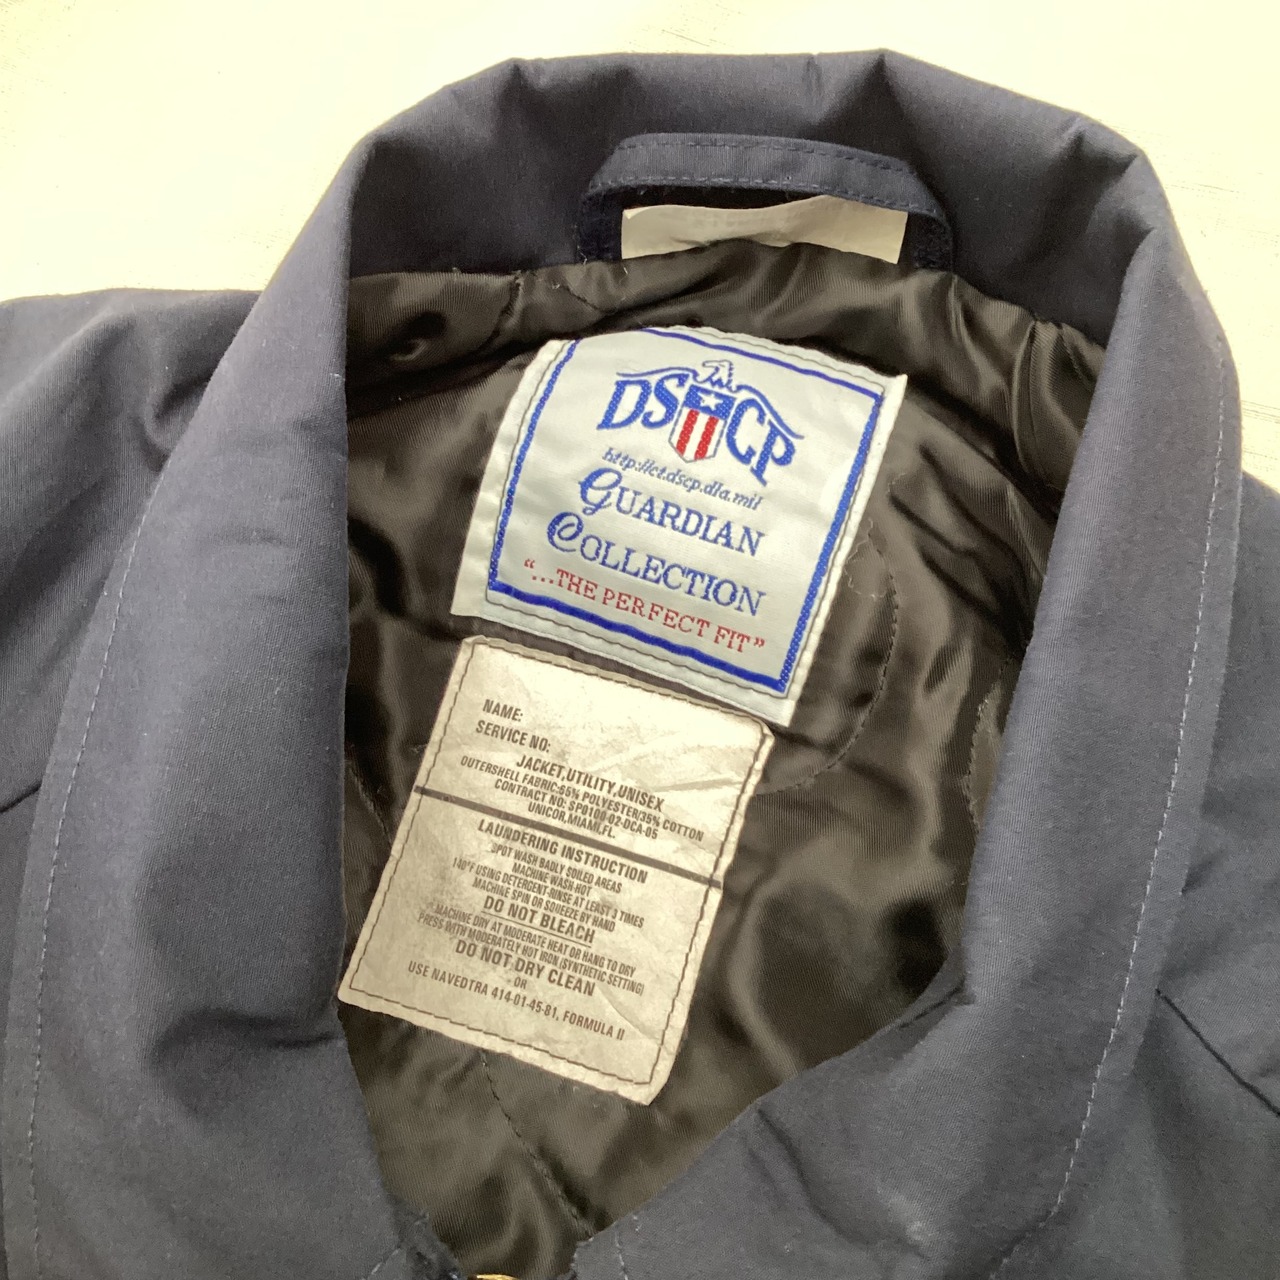 DSCP
http://ct.dscp.dla.mil
GUARDIAN
COLLECTION
"...THE PERFECT FIT"
NAME:
SERVICE NO:
JACKET,UTILITY,UNISEX
OUTERSHELL FABRIC:65% POLYESTER/35% COTTON
CONTRACT NO: SP0100-02-DCA-05
UNICOR,MIAMI,FL.
LAUNDERING INSTRUCTION
SPOT WASH BADLY SOILED AREAS
MACHINE WASH-HOT
140°F USING DETERGENT-RINSE AT LEAST 3 TIMES
MACHINE SPIN OR SQUEEZE BY HAND
DO NOT BLEACH
MACHINE DRY AT MODERATE HEAT OR HANG TO DRY
PRESS WITH MODERATELY HOT IRON (SYNTHETIC SETTING)
DO NOT DRY CLEAN
- OR
USE NAVEDTRA 414-01-45-81, FORMULA II